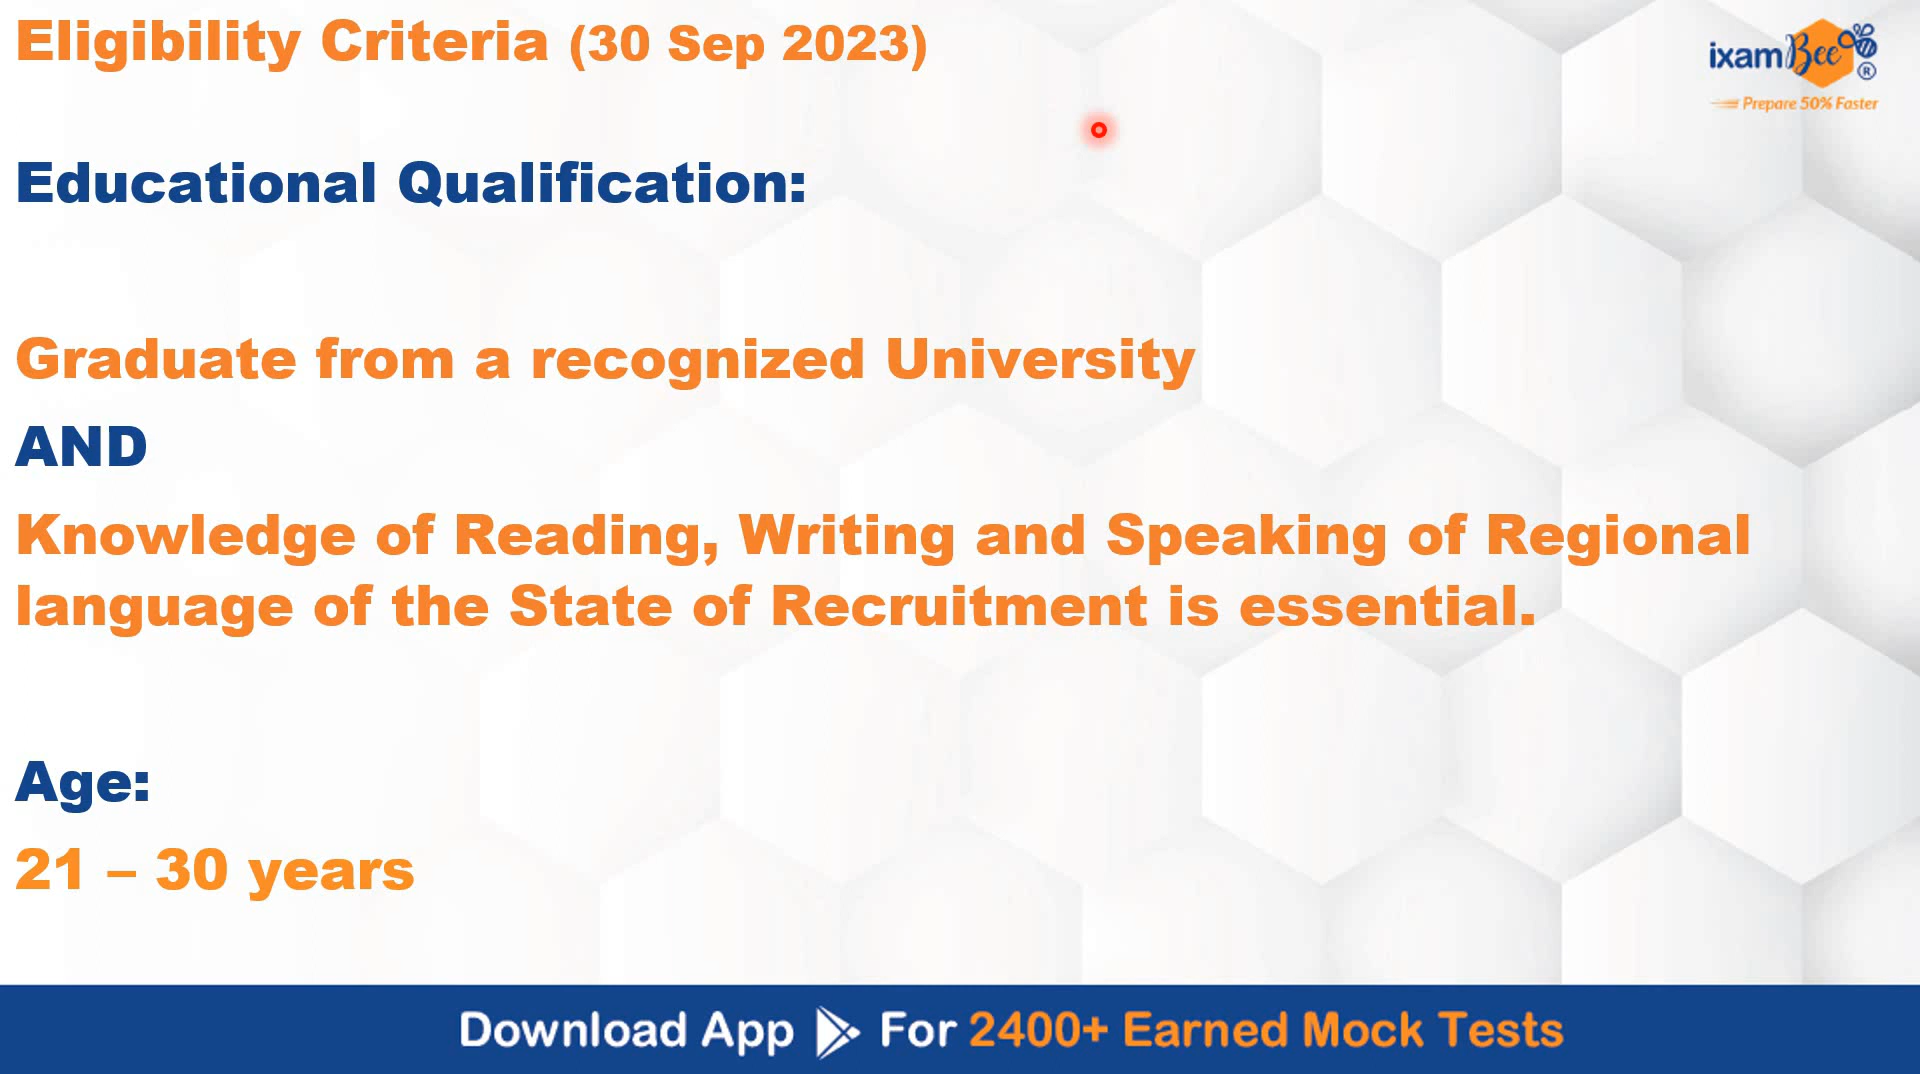 Eligibility Criteria (30 Sep 2023)
ixamBee®
Prepare 50% Faster
Educational Qualification:
Graduate from a recognized University
AND
Knowledge of Reading, Writing and Speaking of Regional
language of the State of Recruitment is essential.
Age:
21 – 30 years
Download App For 2400+ Earned Mock Tests